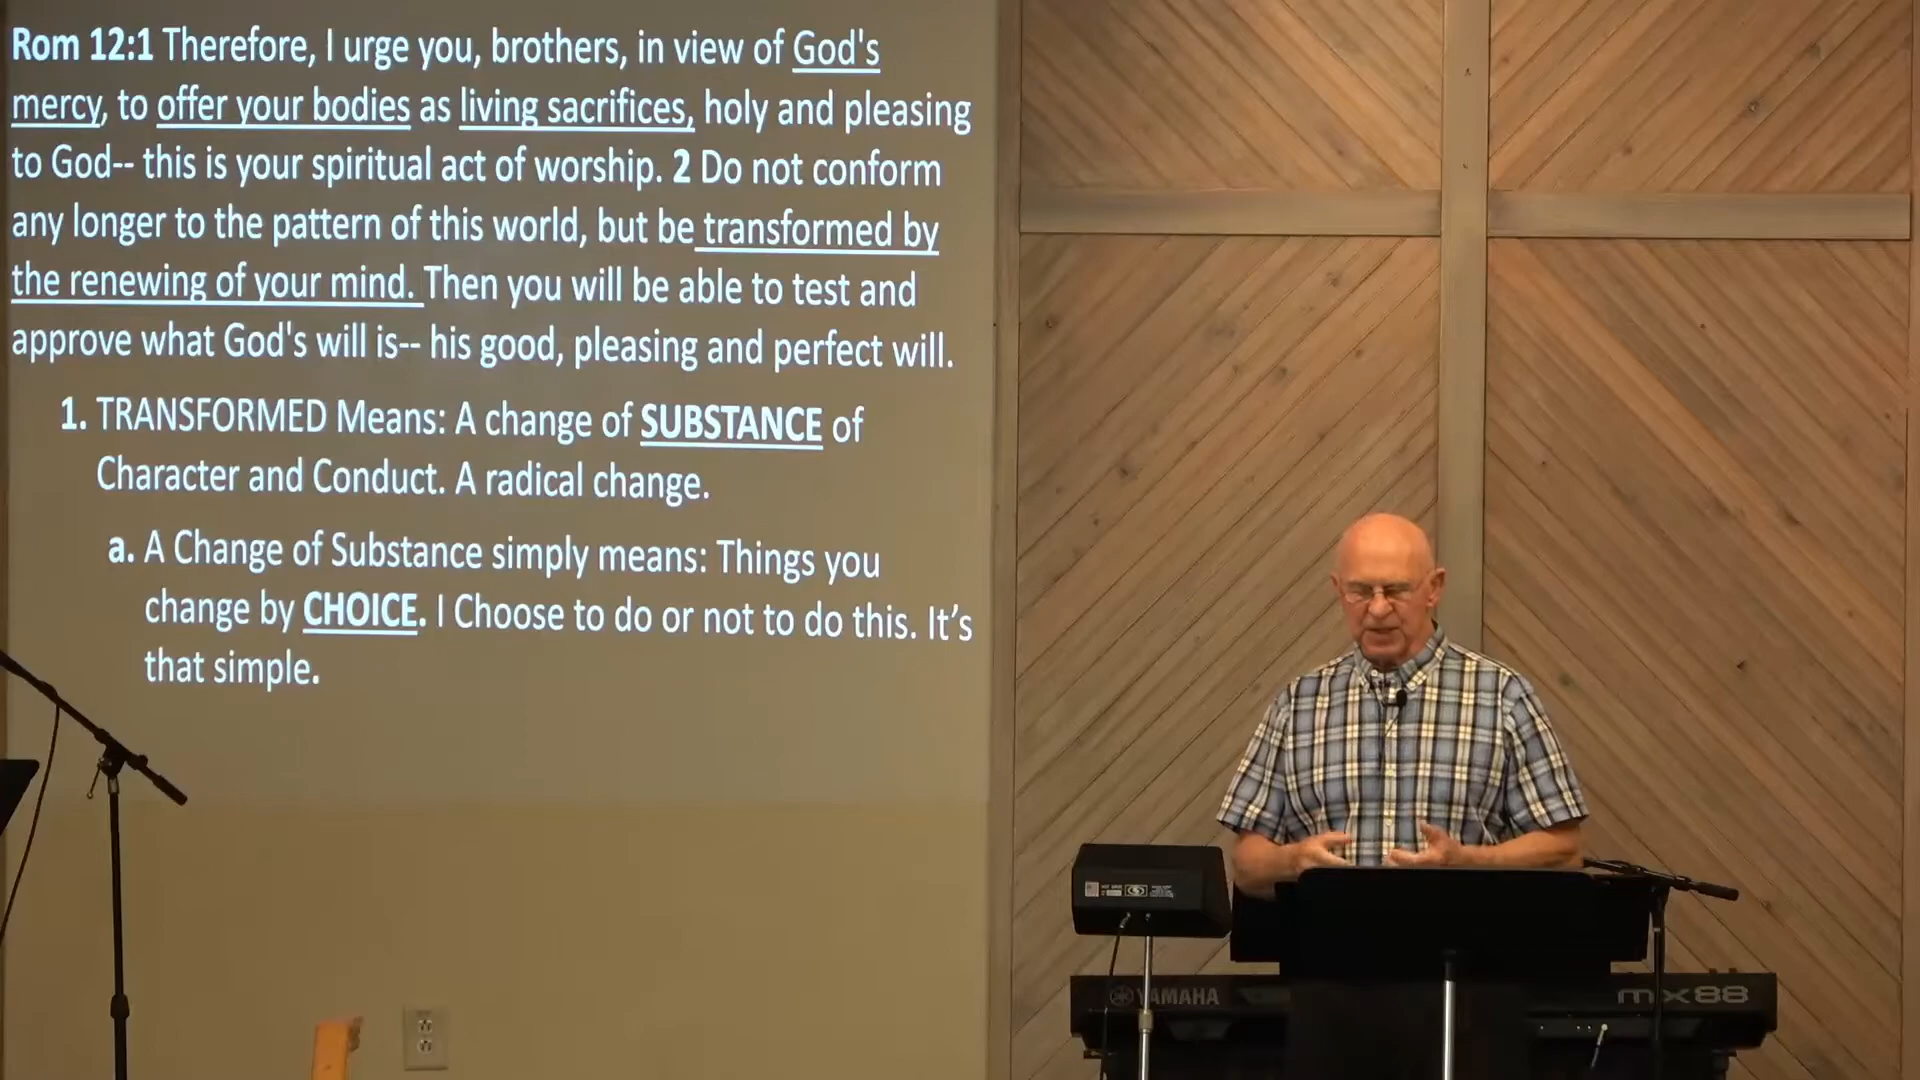 Rom 12:1 Therefore, I urge you, brothers, in view of God's
mercy, to offer your bodies as living sacrifices, holy and pleasing
to God-- this is your spiritual act of worship. 2 Do not conform
any longer to the pattern of this world, but be transformed by
the renewing of your mind. Then you will be able to test and
approve what God's will is-- his good, pleasing and perfect will.
1. TRANSFORMED Means: A change of SUBSTANCE of
Character and Conduct. A radical change.
a. A Change of Substance simply means: Things you
change by CHOICE. I Choose to do or not to do this. It’s
that simple.
YAMAHA
MX88